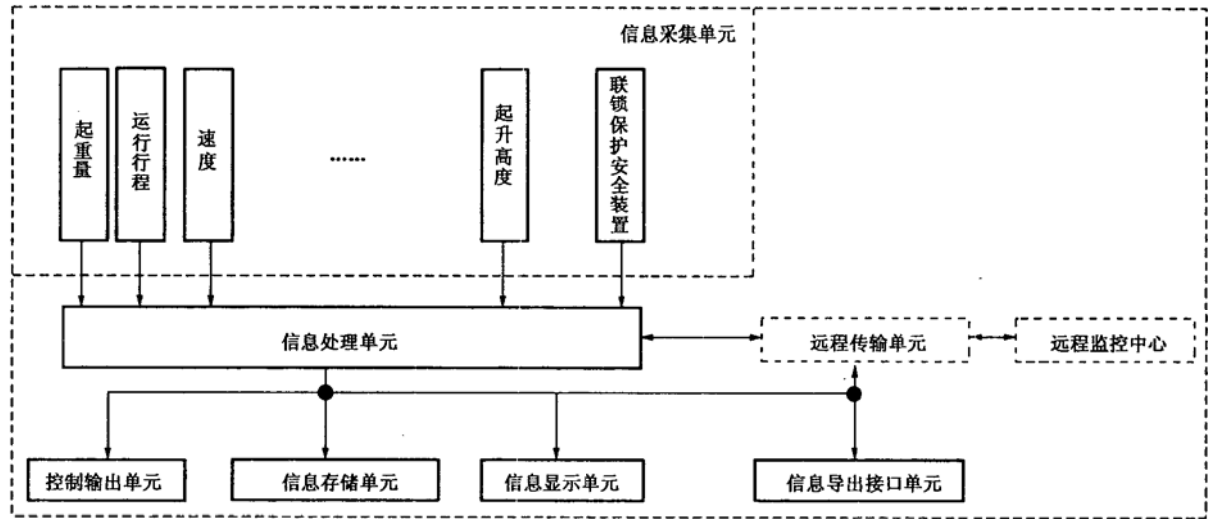 信息采集单元
起重量
运行行程
速度
……
起升高度
联锁保护安全装置
信息处理单元
远程传输单元
远程监控中心
控制输出单元
信息存储单元
信息显示单元
信息导出接口单元